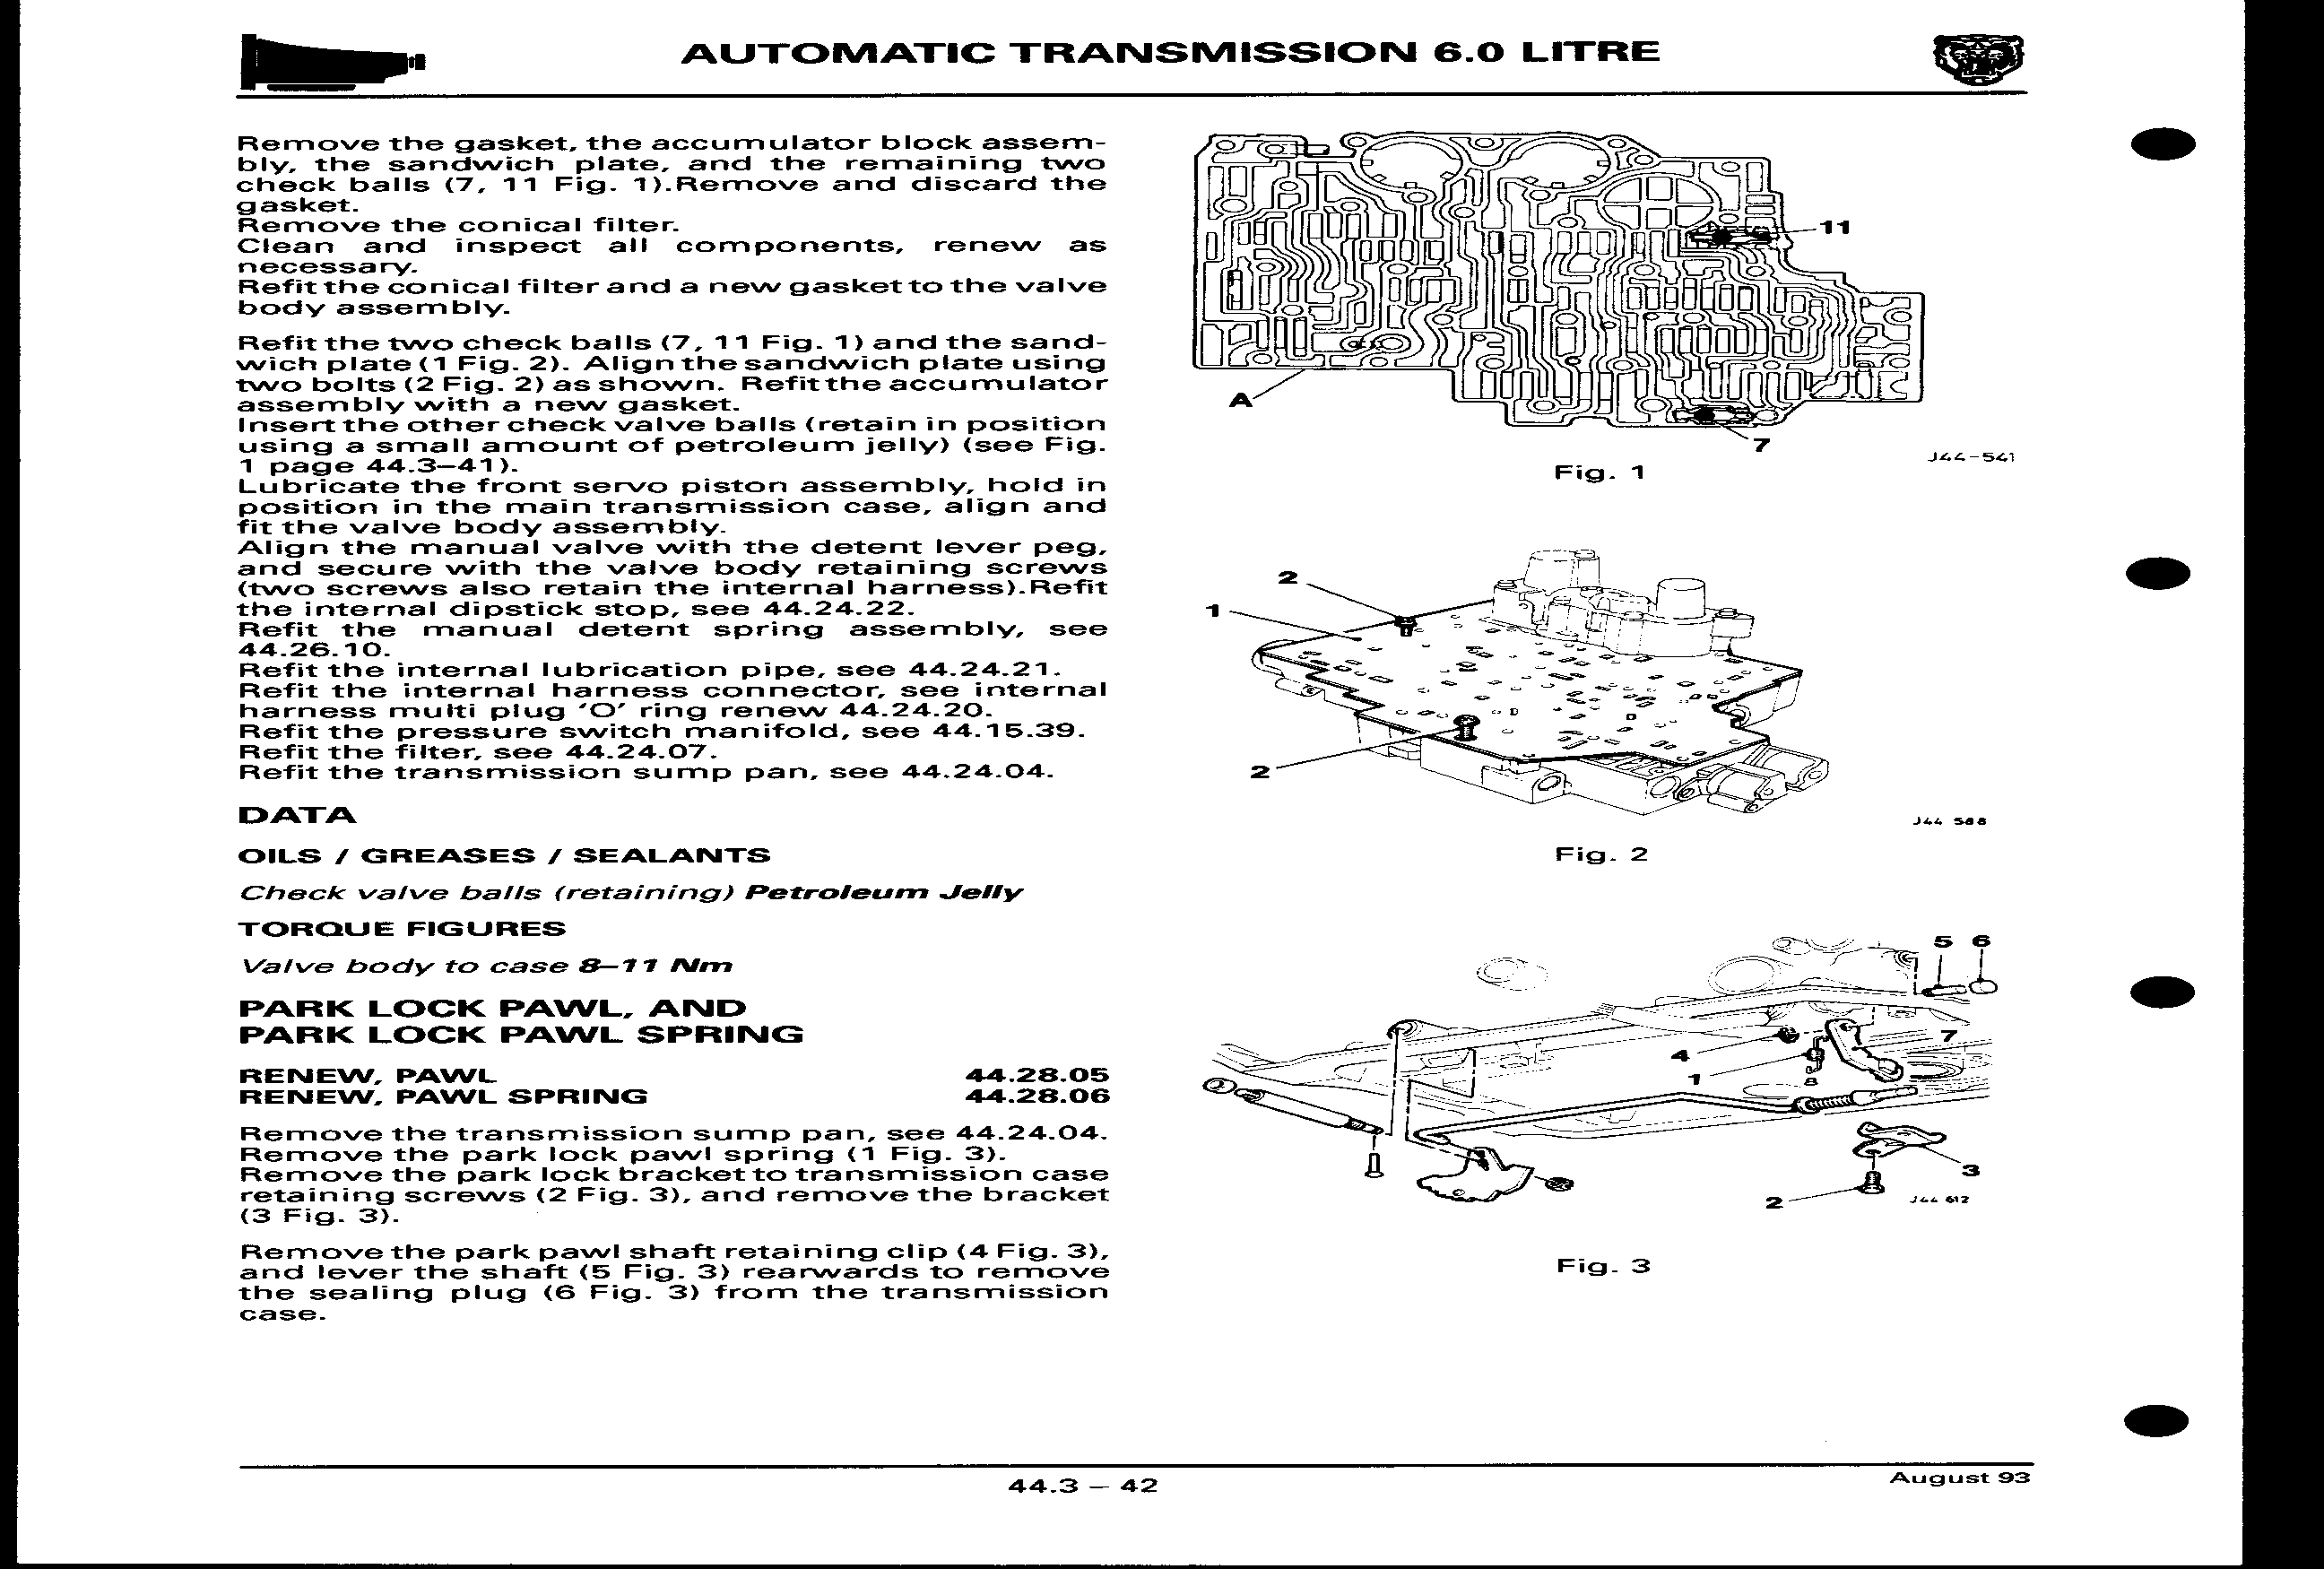 AUTOMATIC TRANSMISSION 6.0 LITRE
Remove the gasket, the accumulator block assem-
bly, the sandwich plate, and the remaining two
check balls (7, 11 Fig. 1).Remove and discard the
gasket.
Remove the conical filter.
Clean and inspect all components, renew as
necessary.
Refit the conical filter and a new gasket to the valve
body assembly.
Refit the two check balls (7, 11 Fig. 1) and the sand-
wich plate (1 Fig. 2). Align the sandwich plate using
two bolts (2 Fig. 2) as shown. Refit the accumulator
assembly with a new gasket.
Insert the other check valve balls (retain in position
using a small amount of petroleum jelly) (see Fig.
1 page 44.3–41).
Lubricate the front servo piston assembly, hold in
position in the main transmission case, align and
fit the valve body assembly.
Align the manual valve with the detent lever peg,
and secure with the valve body retaining screws
(two screws also retain the internal harness).Refit
the internal dipstick stop, see 44.24.22.
Refit the manual detent spring assembly, see
44.26.10.
Refit the internal lubrication pipe, see 44.24.21.
Refit the internal harness connector, see internal
harness multi plug ‘O’ ring renew 44.24.20.
Refit the pressure switch manifold, see 44.15.39.
Refit the filter, see 44.24.07.
Refit the transmission sump pan, see 44.24.04.
DATA
OILS / GREASES / SEALANTS
Check valve balls (retaining) Petroleum Jelly
TORQUE FIGURES
Valve body to case 8–11 Nm
PARK LOCK PAWL, AND
PARK LOCK PAWL SPRING
RENEW, PAWL 44.28.05
RENEW, PAWL SPRING 44.28.06
Remove the transmission sump pan, see 44.24.04.
Remove the park lock pawl spring (1 Fig. 3).
Remove the park lock bracket to transmission case
retaining screws (2 Fig. 3), and remove the bracket
(3 Fig. 3).
Remove the park pawl shaft retaining clip (4 Fig. 3),
and lever the shaft (5 Fig. 3) rearwards to remove
the sealing plug (6 Fig. 3) from the transmission
case.
11
A
7
J44-541
Fig. 1
2
1
2
J44 588
Fig. 2
5 6
7
4
1
3
2
J44 612
Fig. 3
44.3 – 42
August 93